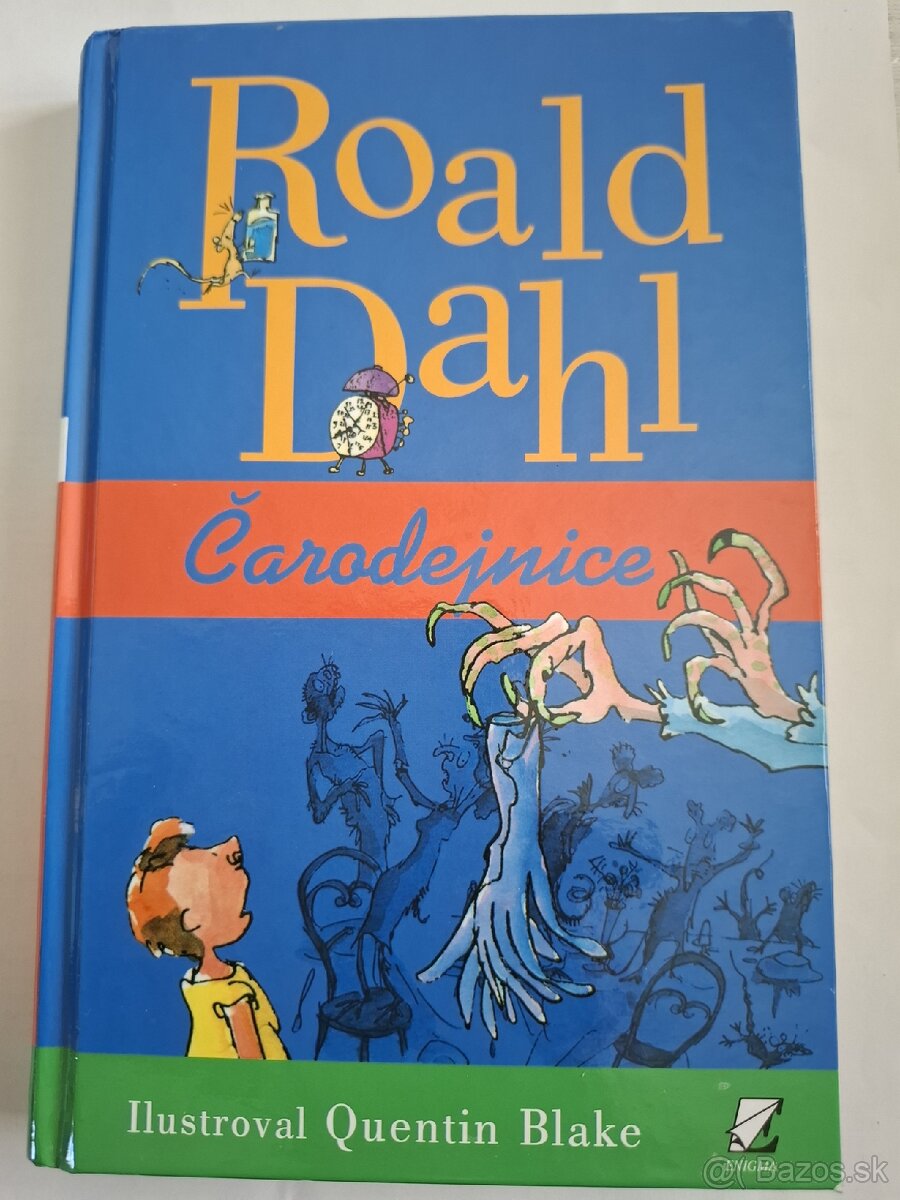 Roald
Dahl
Čarodejnice
Ilustroval Quentin Blake
ENIGMA
@ Bazos.sk